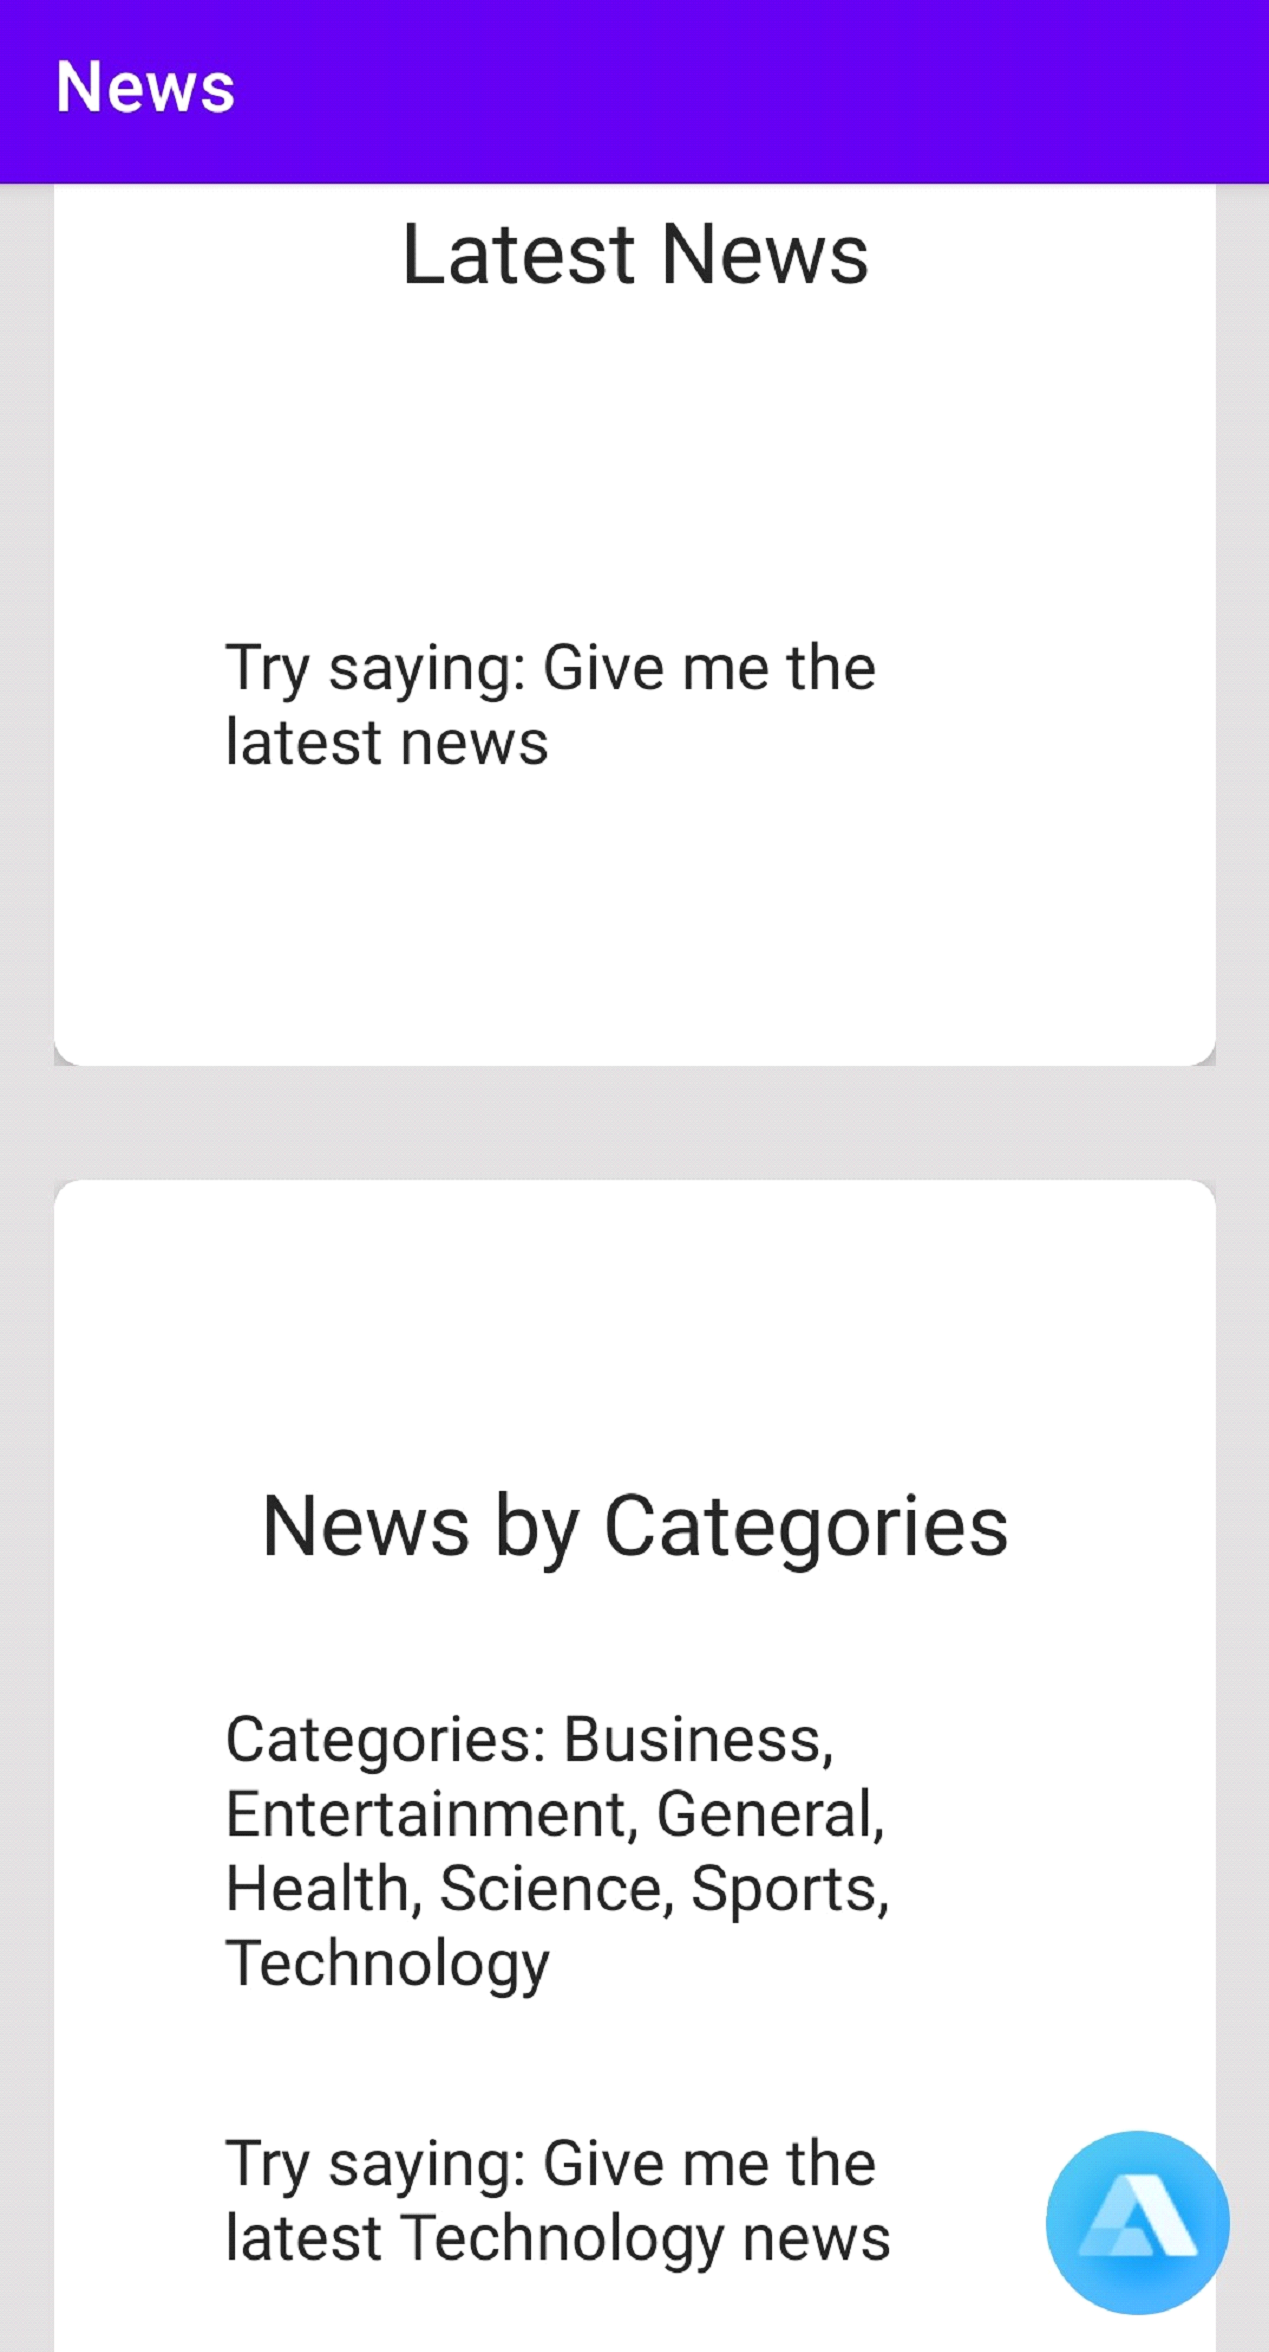 News
Latest News
Try saying: Give me the
latest news
News by Categories
Categories: Business,
Entertainment, General,
Health, Science, Sports,
Technology
Try saying: Give me the
latest Technology news